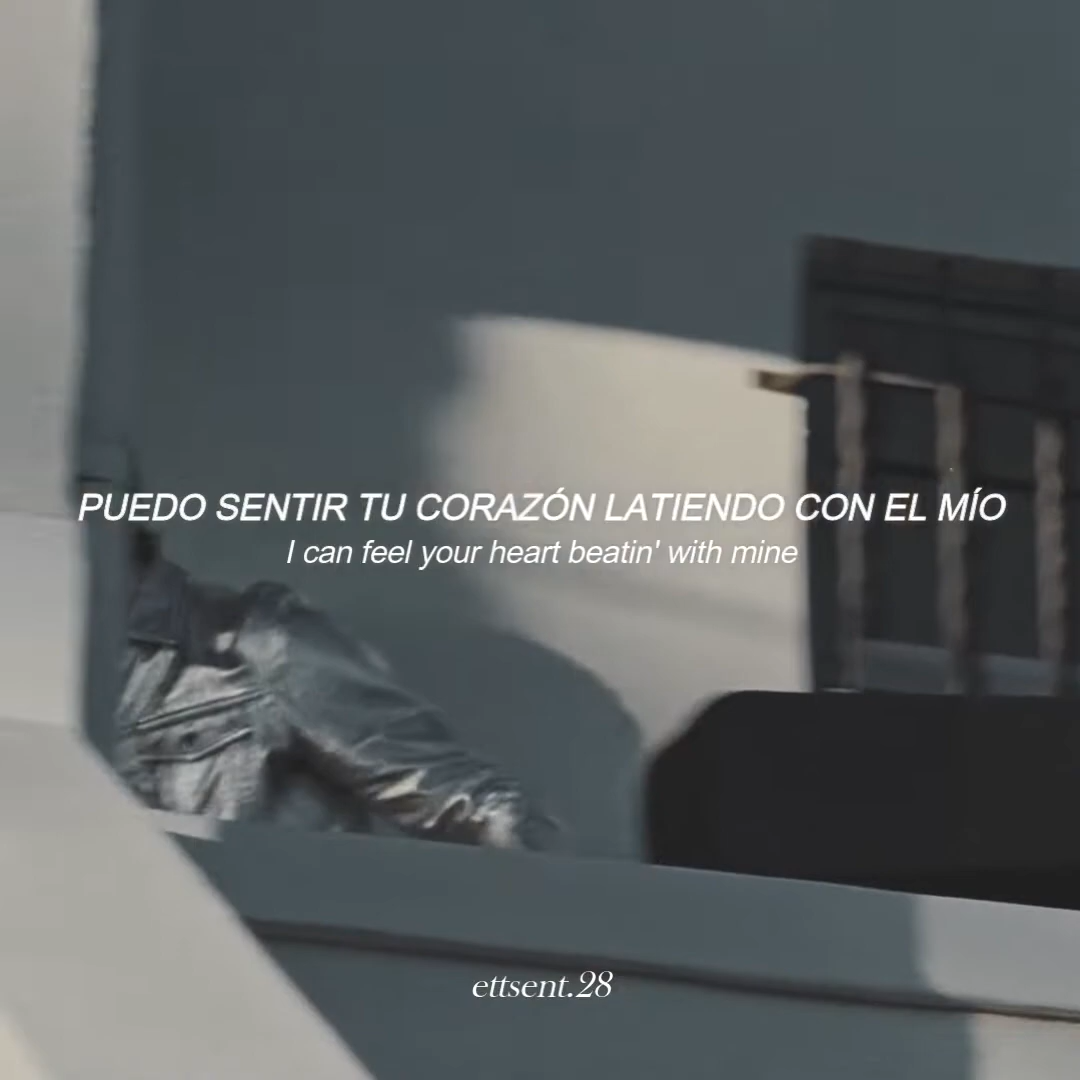 PUEDO SENTIR TU CORAZÓN LATIENDO CON EL MÍO
I can feel your heart beatin' with mine
ettsent.28